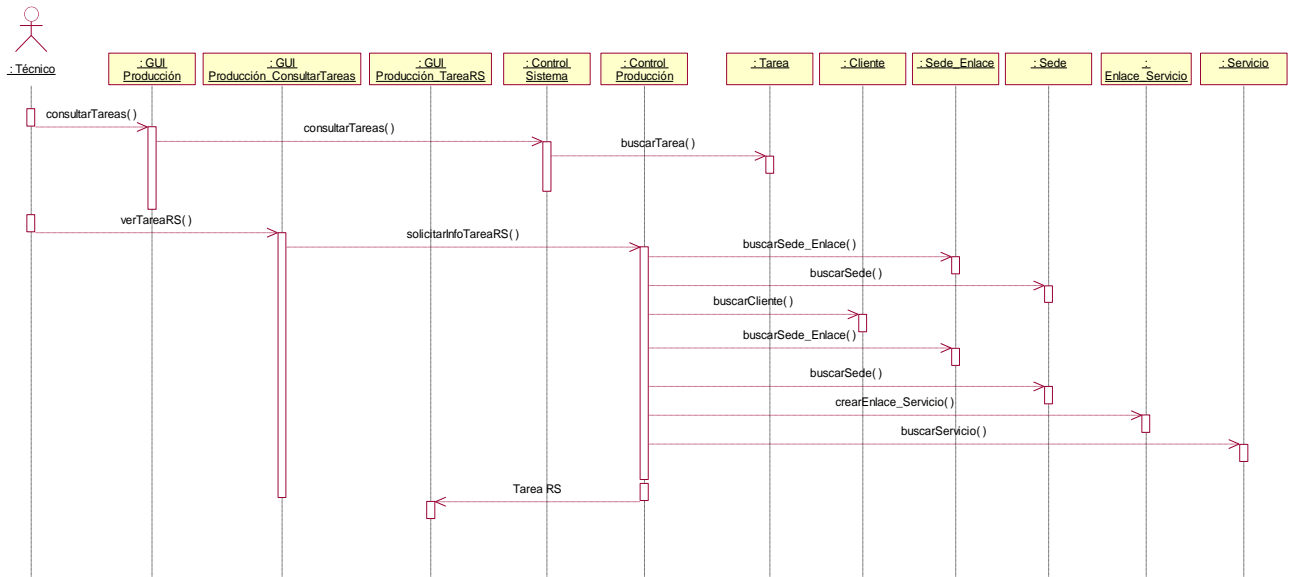 : Técnico
: GUI
Producción
: GUI
Producción_ConsultarTareas
: GUI
Producción_TareaRS
: Control
Sistema
: Control
Producción
: Tarea
: Cliente
: Sede_Enlace
: Sede
:
Enlace_Servicio
: Servicio
consultarTareas( )
consultarTareas( )
buscarTarea( )
verTareaRS( )
solicitarInfoTareaRS( )
buscarSede_Enlace( )
buscarSede( )
buscarCliente( )
buscarSede_Enlace( )
buscarSede( )
crearEnlace_Servicio( )
buscarServicio( )
Tarea RS